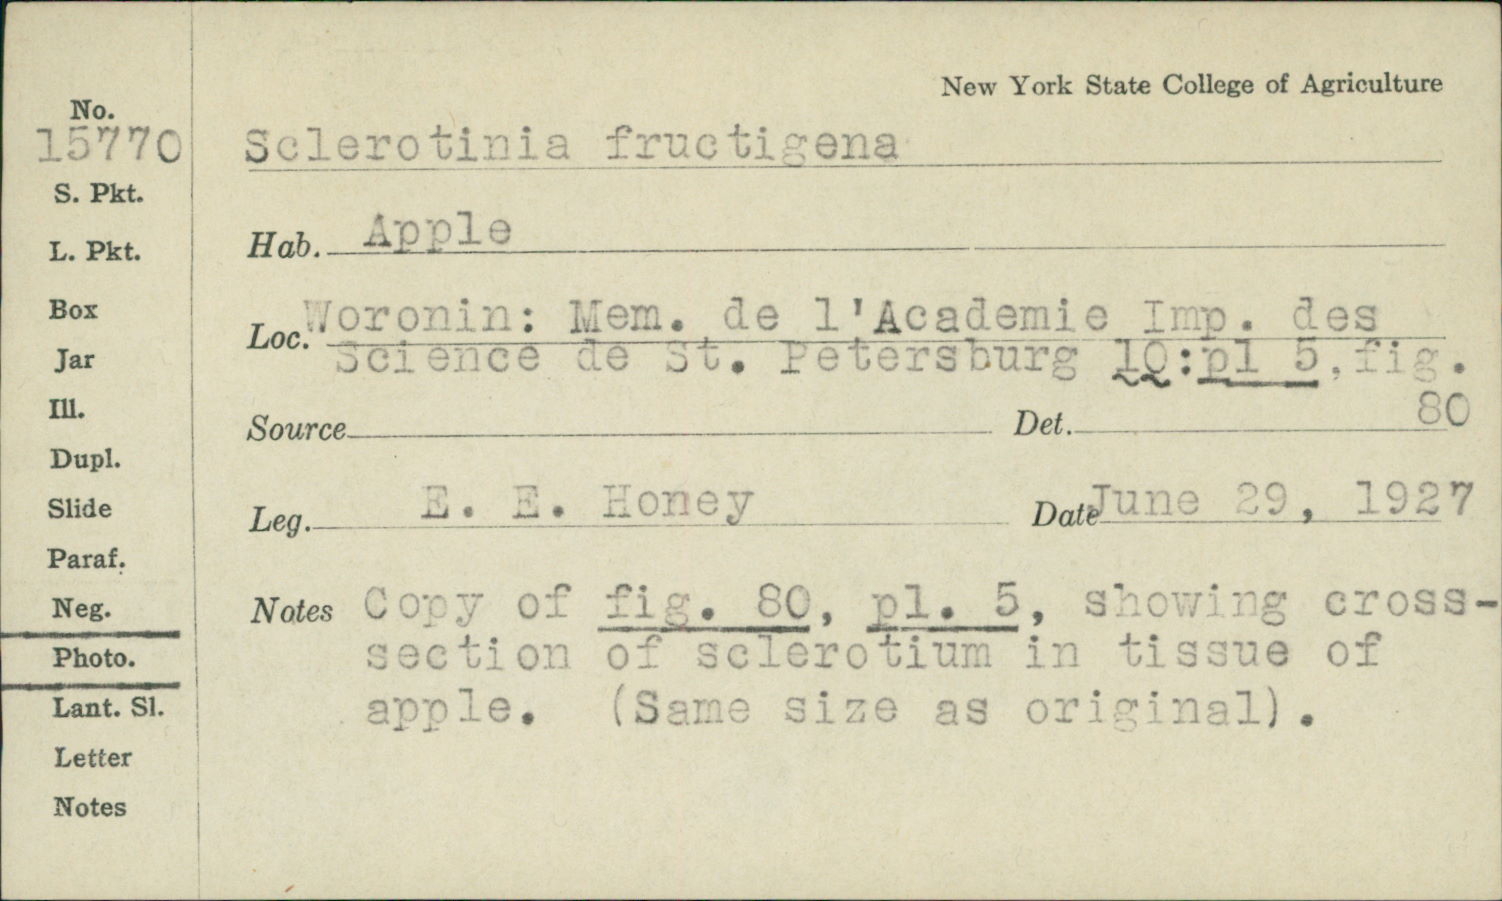 New York State College of Agriculture
No.
15770
Sclerotinia fructigena
S. Pkt.
L. Pkt.
Hab. Apple
Box
Loc. Woronin: Mem. de l'Academie Imp. des
Science de St. Petersburg 10:pl 5, fig.
80
Jar
Ill.
Source
Det.
Dupl.
Slide
Leg. E. E. Honey
Date June 29, 1927
Paraf.
Neg.
Notes Copy of fig. 80, pl. 5, showing cross-
section of sclerotium in tissue of
apple. (Same size as original).
Photo.
Lant. Sl.
Letter
Notes